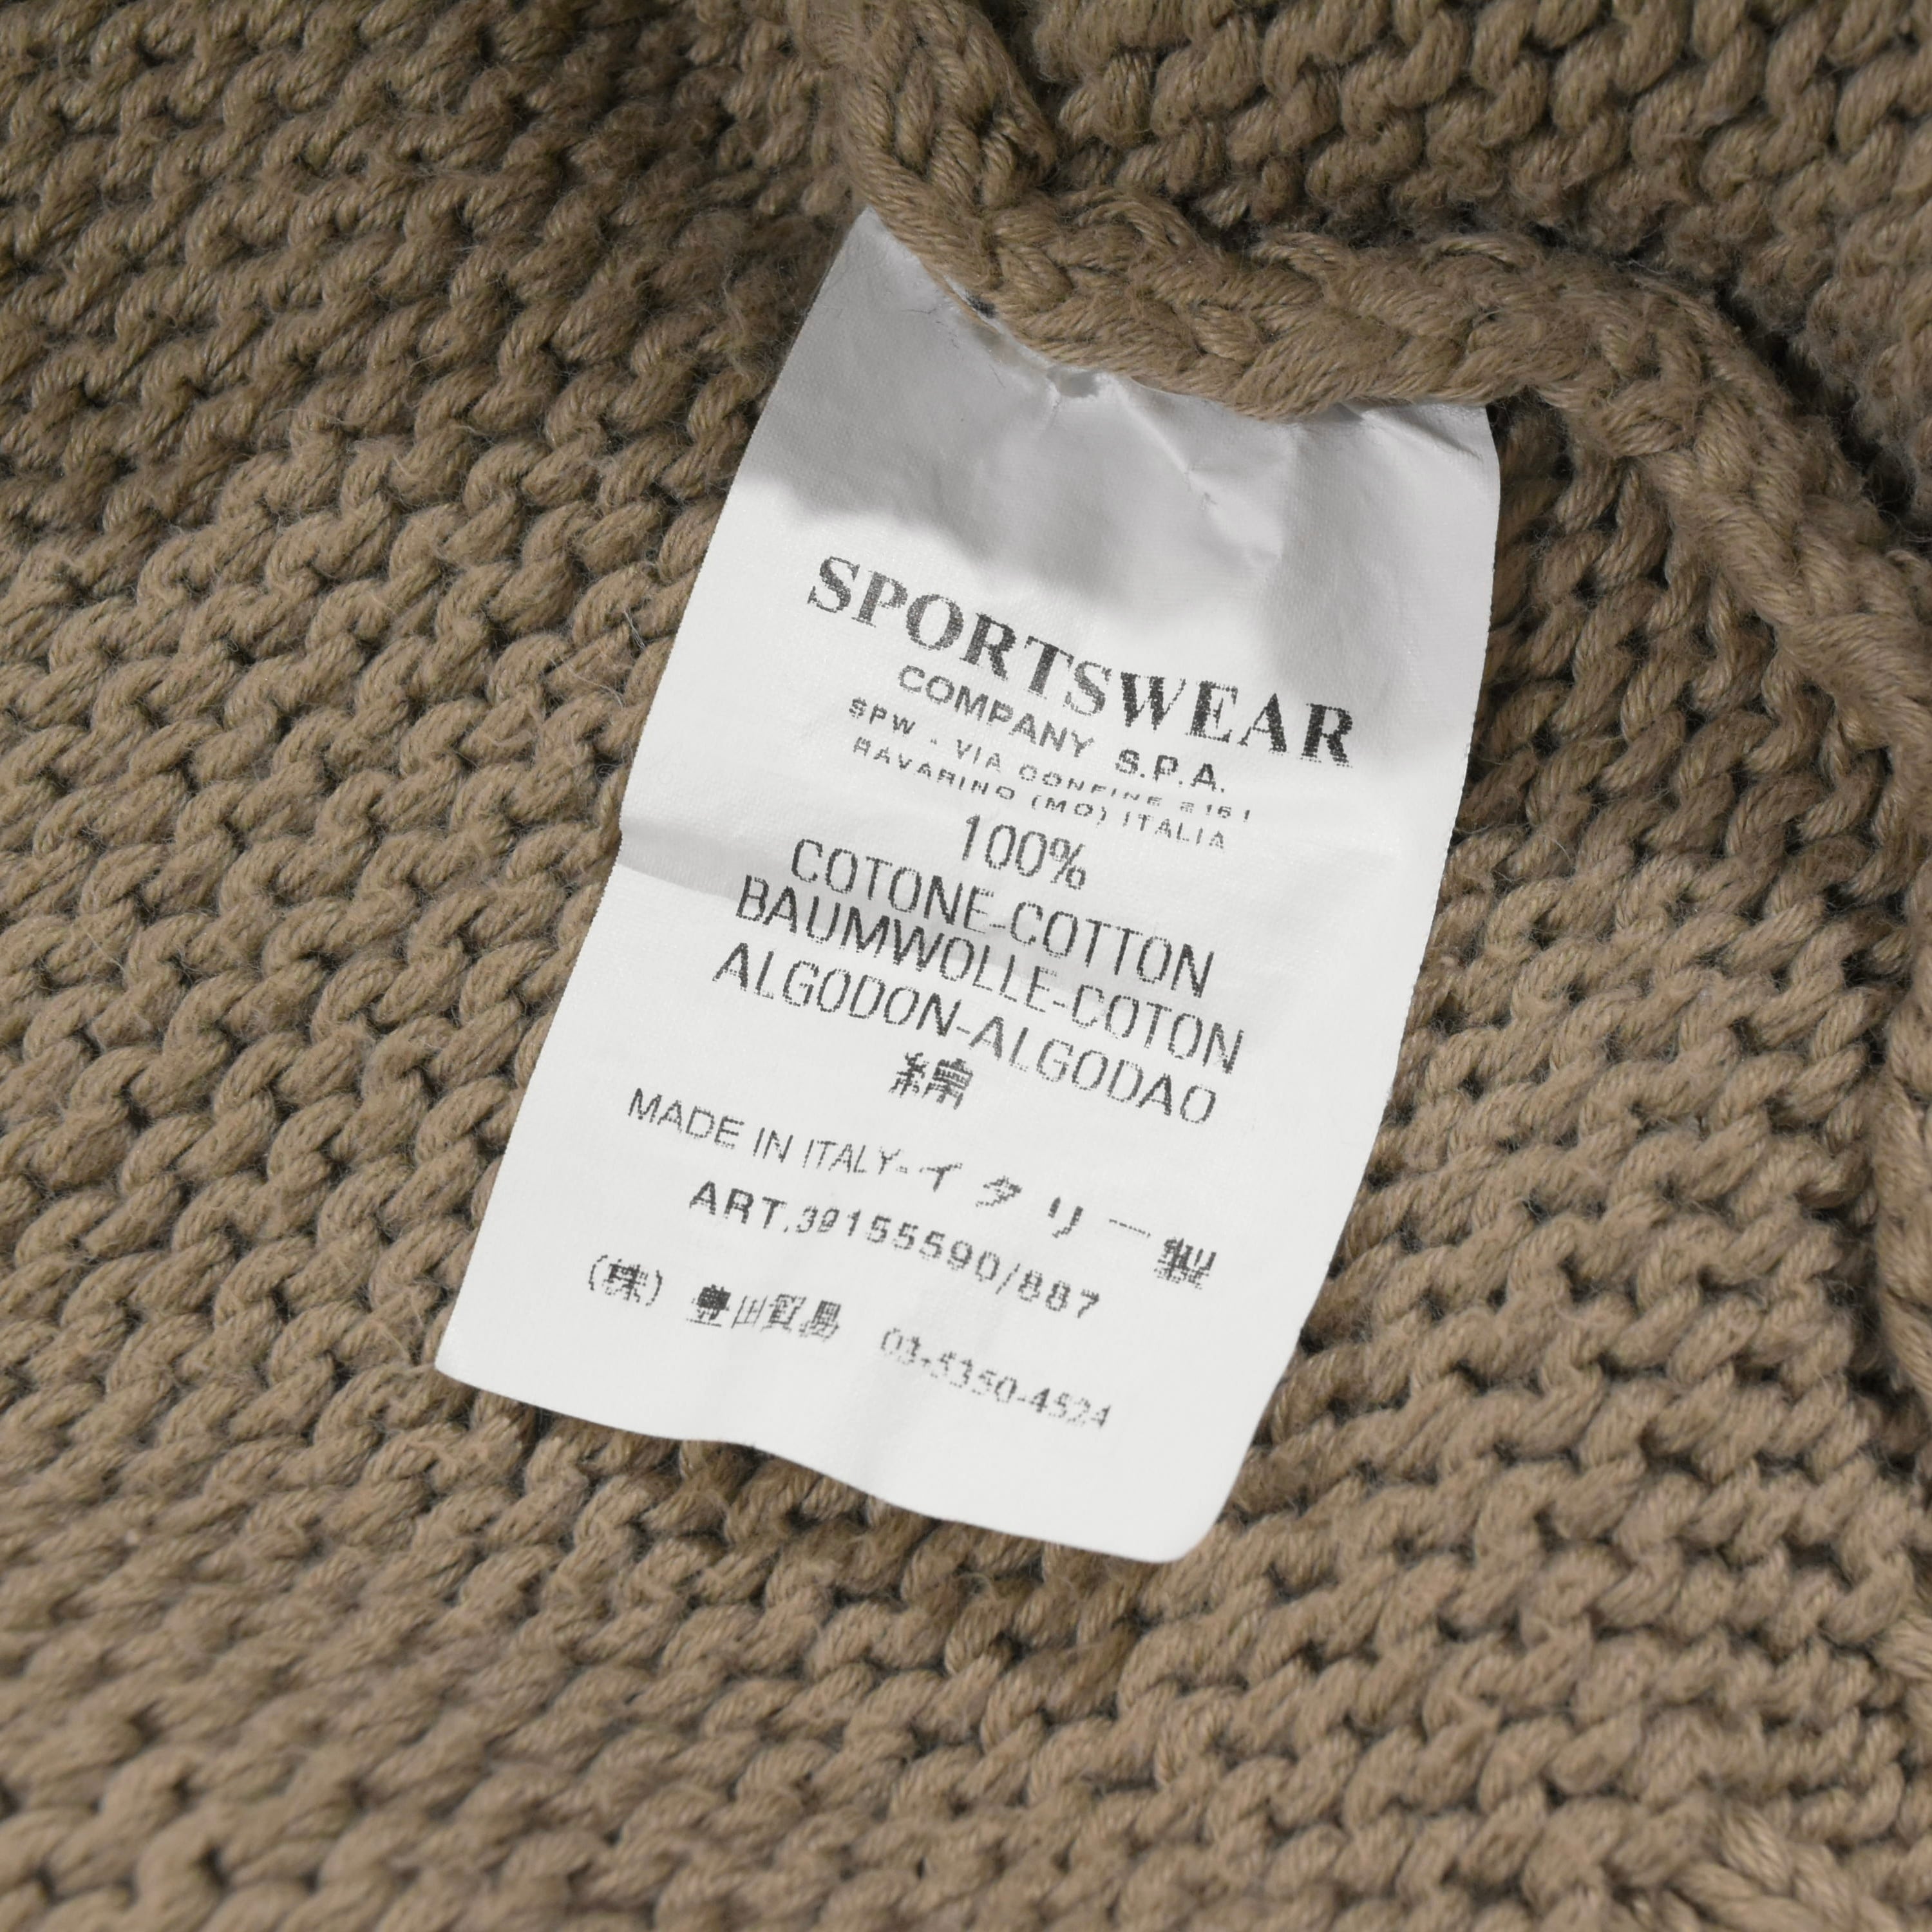 SPORTSWEAR
COMPANY S.P.A.
SPW - VIA CONFINE 2161
RAVARINO (MO) ITALIA
100%
COTONE-COTTON
BAUMWOLLE-COTON
ALGODON-ALGODAO
綿
MADE IN ITALY-イタリー製
ART.39155590/887
(株) 豊田貿易 03-5350-4524